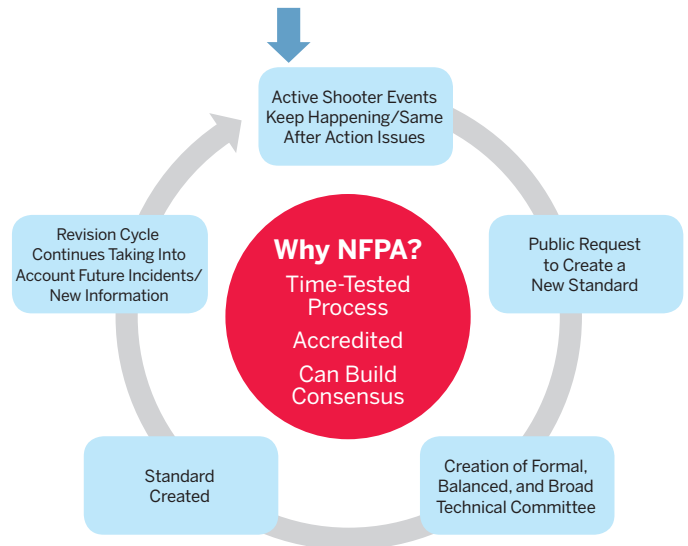 Active Shooter Events
Keep Happening/Same
After Action Issues
Public Request
to Create a
New Standard
Creation of Formal,
Balanced, and Broad
Technical Committee
Standard
Created
Revision Cycle
Continues Taking Into
Account Future Incidents/
New Information
Why NFPA?
Time-Tested
Process
Accredited
Can Build
Consensus